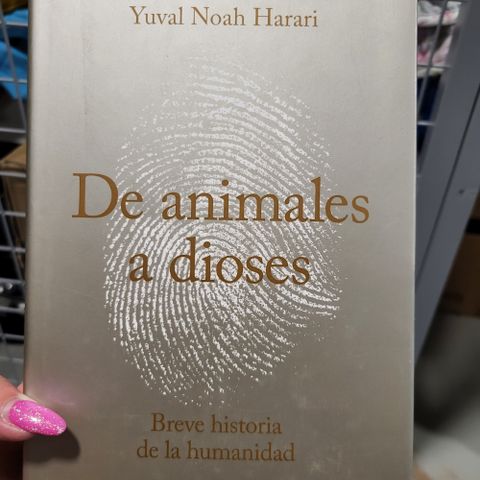 Yuval Noah Harari
De animales
a dioses
Breve historia
de la humanidad